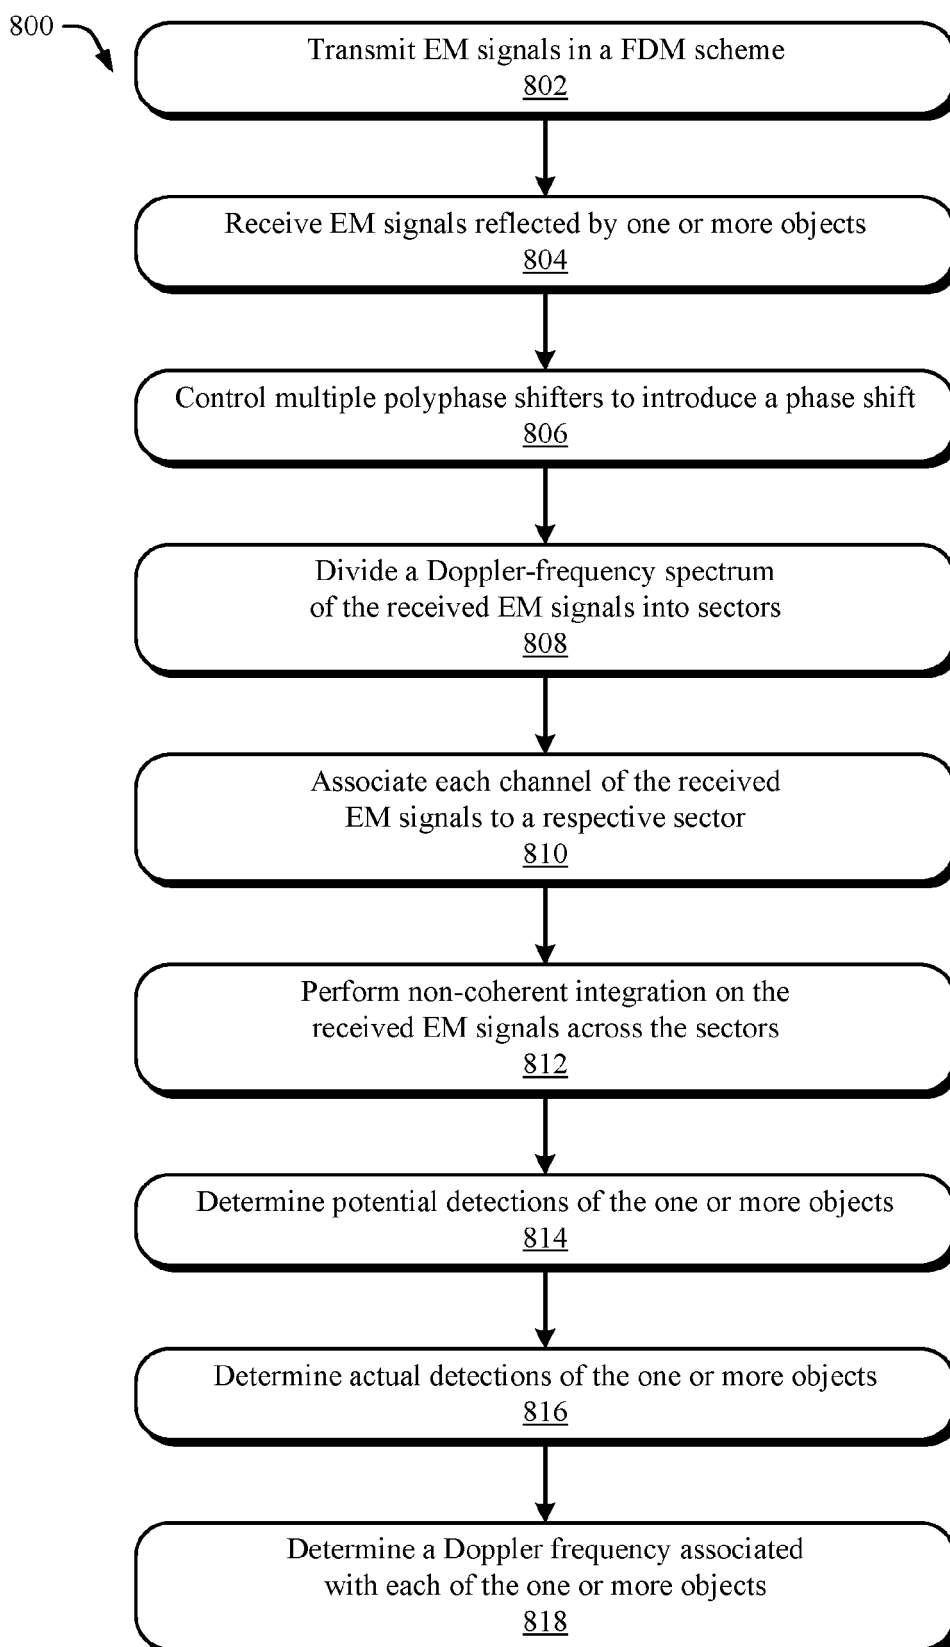 800
Transmit EM signals in a FDM scheme
802
Receive EM signals reflected by one or more objects
804
Control multiple polyphase shifters to introduce a phase shift
806
Divide a Doppler-frequency spectrum
of the received EM signals into sectors
808
Associate each channel of the received
EM signals to a respective sector
810
Perform non-coherent integration on the
received EM signals across the sectors
812
Determine potential detections of the one or more objects
814
Determine actual detections of the one or more objects
816
Determine a Doppler frequency associated
with each of the one or more objects
818